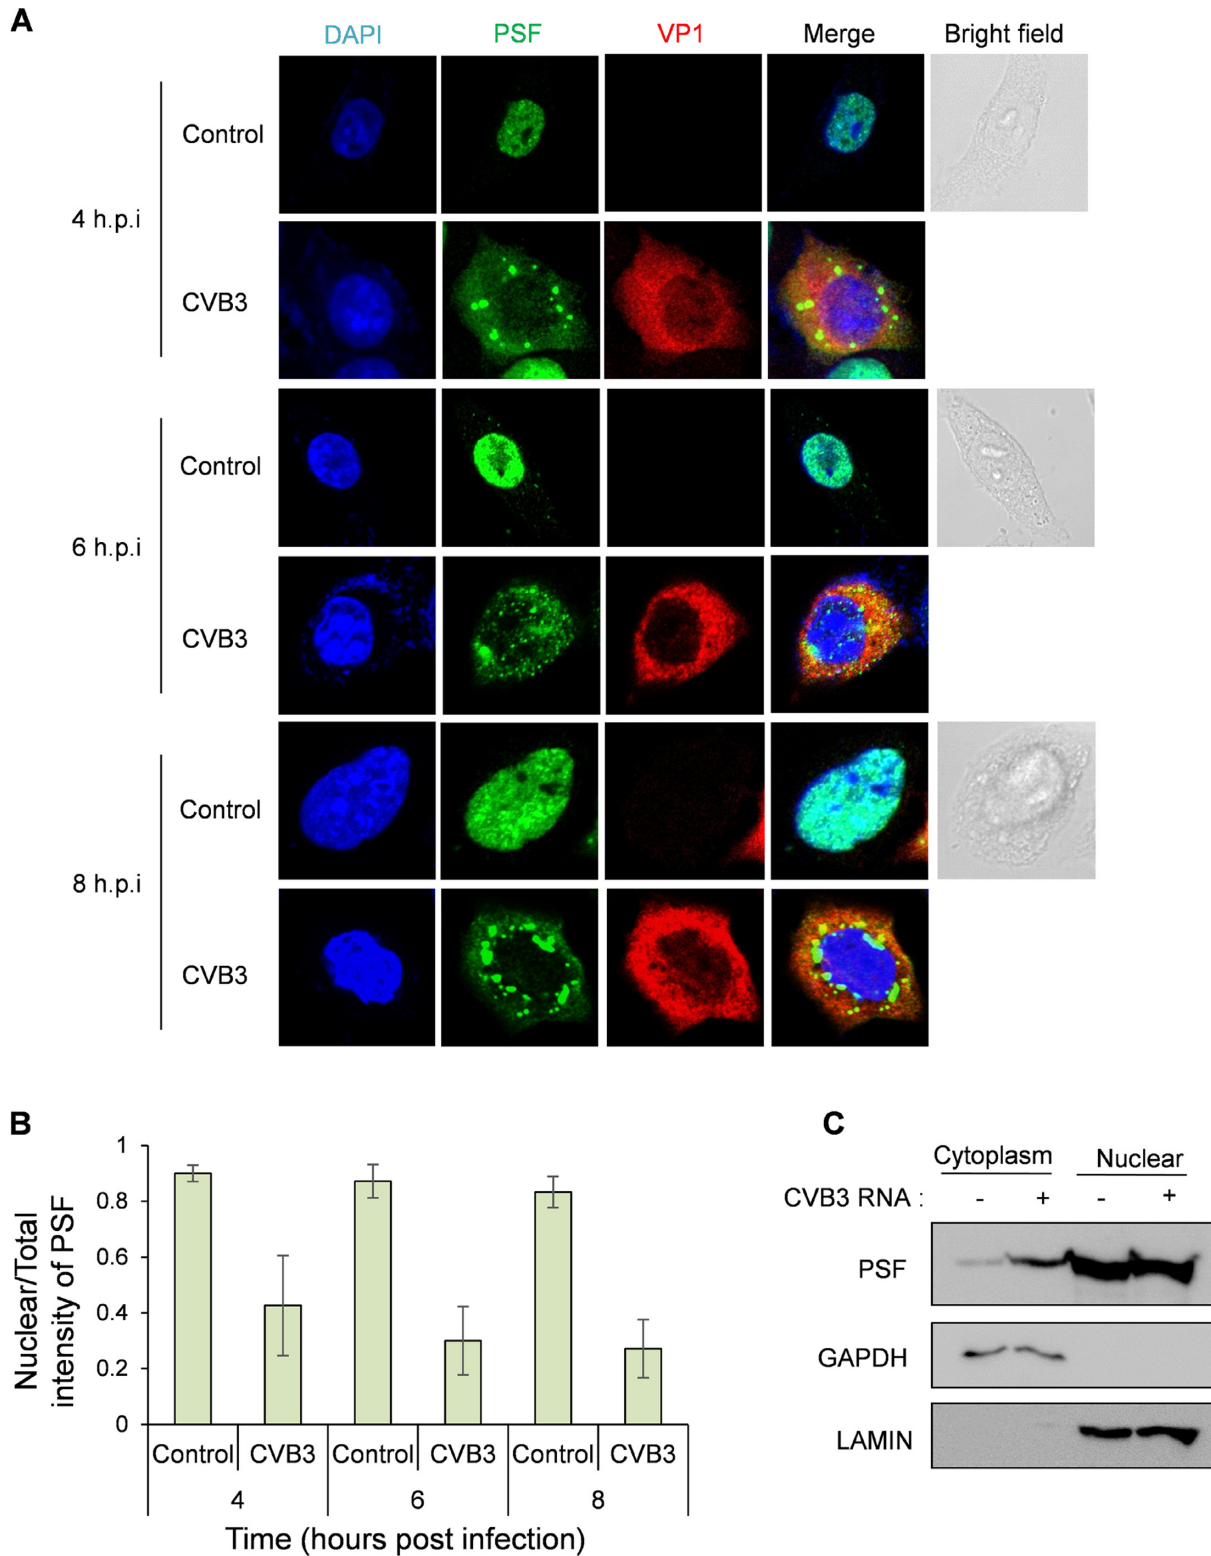 A
DAPI PSF VP1 Merge Bright field
Control
4 h.p.i
CVB3
Control
6 h.p.i
CVB3
Control
8 h.p.i
CVB3
B
Nuclear/Total
intensity of PSF
1
0.8
0.6
0.4
0.2
0
Control CVB3 Control CVB3 Control CVB3
4 6 8
Time (hours post infection)
C
Cytoplasm Nuclear
CVB3 RNA : - + - +
PSF
GAPDH
LAMIN